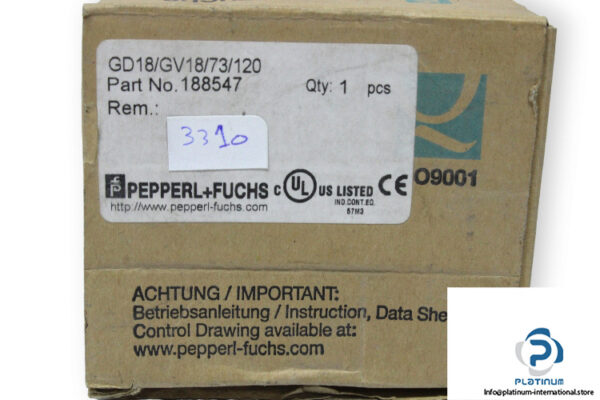 GD18/GV18/73/120
Part No. 188547 Qty: 1 pcs
Rem.:
3310
PEPPERL+FUCHS C UL US LISTED CE
IND.CONT.EQ.
57M3
http://www.pepperl-fuchs.com
O9001
ACHTUNG / IMPORTANT:
Betriebsanleitung / Instruction, Data She
Control Drawing available at:
www.pepperl-fuchs.com
PLATINUM
Info@platinum-international.store